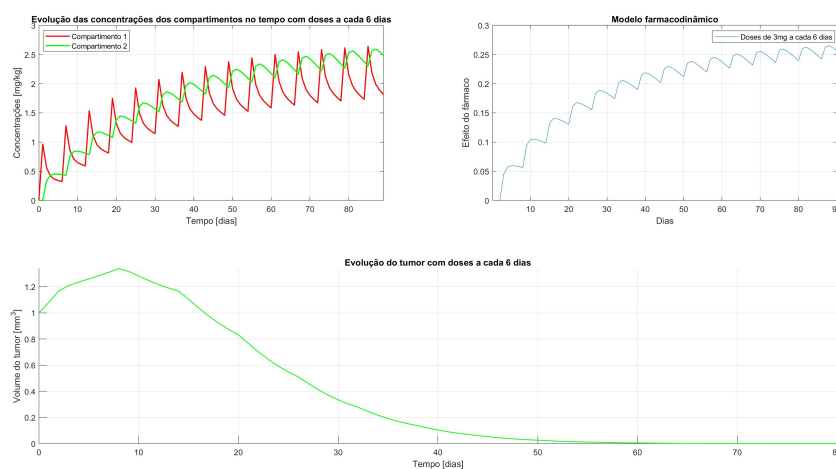 Evolução das concentrações dos compartimentos no tempo com doses a cada 6 dias
3
2.5
2
1.5
1
0.5
0
0 10 20 30 40 50 60 70 80
Concentrações [mg/kg]
Tempo [dias]
Compartimento 1
Compartimento 2
Modelo farmacodinâmico
0.3
0.25
0.2
0.15
0.1
0.05
0
10 20 30 40 50 60 70 80 90
Efeito do fármaco
Dias
Doses de 3mg a cada 6 dias
Evolução do tumor com doses a cada 6 dias
1.2
1
0.8
0.6
0.4
0.2
0
0 10 20 30 40 50 60 70
Volume do tumor [mm³]
Tempo [dias]